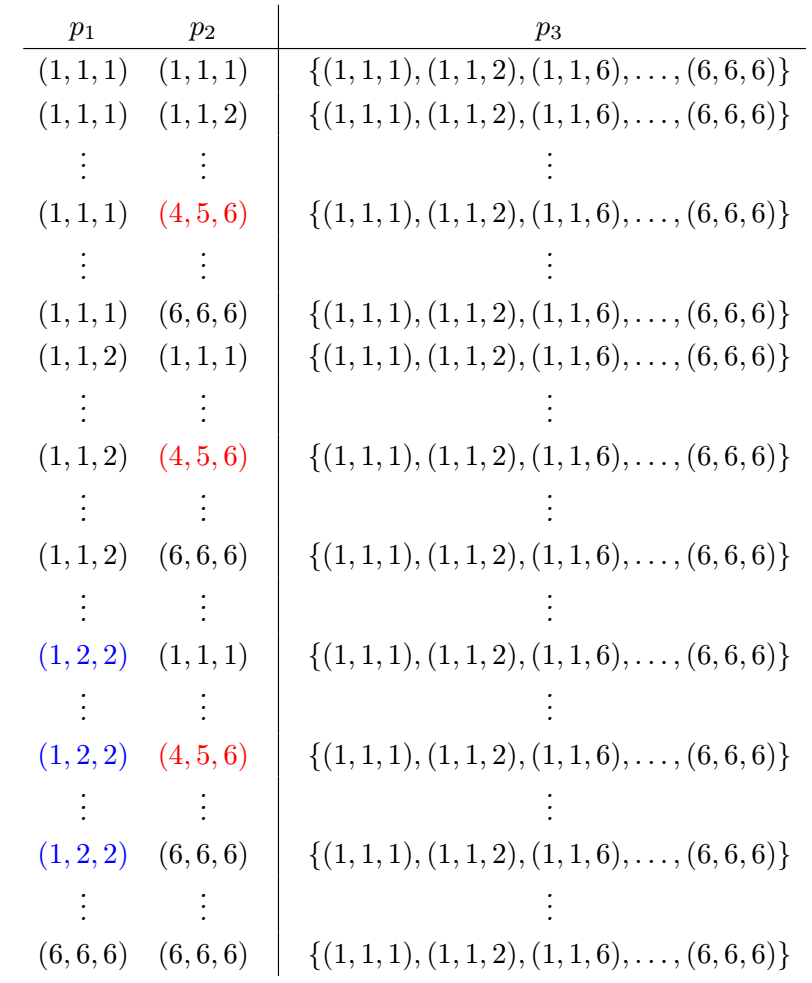 p₁ p₂ p₃
(1, 1, 1) (1, 1, 1) {(1, 1, 1), (1, 1, 2), (1, 1, 6), . . . , (6, 6, 6)}
(1, 1, 1) (1, 1, 2) {(1, 1, 1), (1, 1, 2), (1, 1, 6), . . . , (6, 6, 6)}
⋮ ⋮ ⋮
(1, 1, 1) (4, 5, 6) {(1, 1, 1), (1, 1, 2), (1, 1, 6), . . . , (6, 6, 6)}
⋮ ⋮ ⋮
(1, 1, 1) (6, 6, 6) {(1, 1, 1), (1, 1, 2), (1, 1, 6), . . . , (6, 6, 6)}
(1, 1, 2) (1, 1, 1) {(1, 1, 1), (1, 1, 2), (1, 1, 6), . . . , (6, 6, 6)}
⋮ ⋮ ⋮
(1, 1, 2) (4, 5, 6) {(1, 1, 1), (1, 1, 2), (1, 1, 6), . . . , (6, 6, 6)}
⋮ ⋮ ⋮
(1, 1, 2) (6, 6, 6) {(1, 1, 1), (1, 1, 2), (1, 1, 6), . . . , (6, 6, 6)}
⋮ ⋮ ⋮
(1, 2, 2) (1, 1, 1) {(1, 1, 1), (1, 1, 2), (1, 1, 6), . . . , (6, 6, 6)}
⋮ ⋮ ⋮
(1, 2, 2) (4, 5, 6) {(1, 1, 1), (1, 1, 2), (1, 1, 6), . . . , (6, 6, 6)}
⋮ ⋮ ⋮
(1, 2, 2) (6, 6, 6) {(1, 1, 1), (1, 1, 2), (1, 1, 6), . . . , (6, 6, 6)}
⋮ ⋮ ⋮
(6, 6, 6) (6, 6, 6) {(1, 1, 1), (1, 1, 2), (1, 1, 6), . . . , (6, 6, 6)}